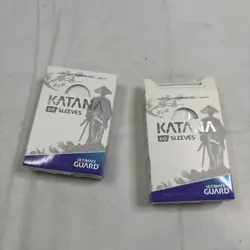 KATANA
60 SLEEVES
ULTIMATE
GUARD
KATANA
60 SLEEVES
ULTIMATE
GUARD